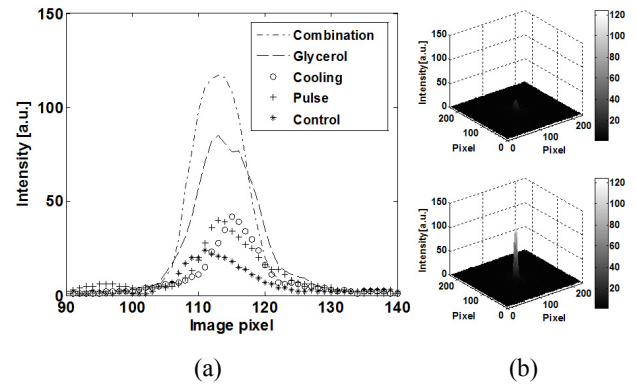 150
100
50
0
Intensity [a.u.]
90
100
110
120
130
140
Image pixel
Combination
Glycerol
Cooling
Pulse
Control
(a)
150
100
50
0
Intensity[a.u.]
200
100
0
Pixel
0
100
200
Pixel
120
100
80
60
40
20
150
100
50
0
Intensity[a.u.]
200
100
0
Pixel
0
100
200
Pixel
120
100
80
60
40
20
(b)